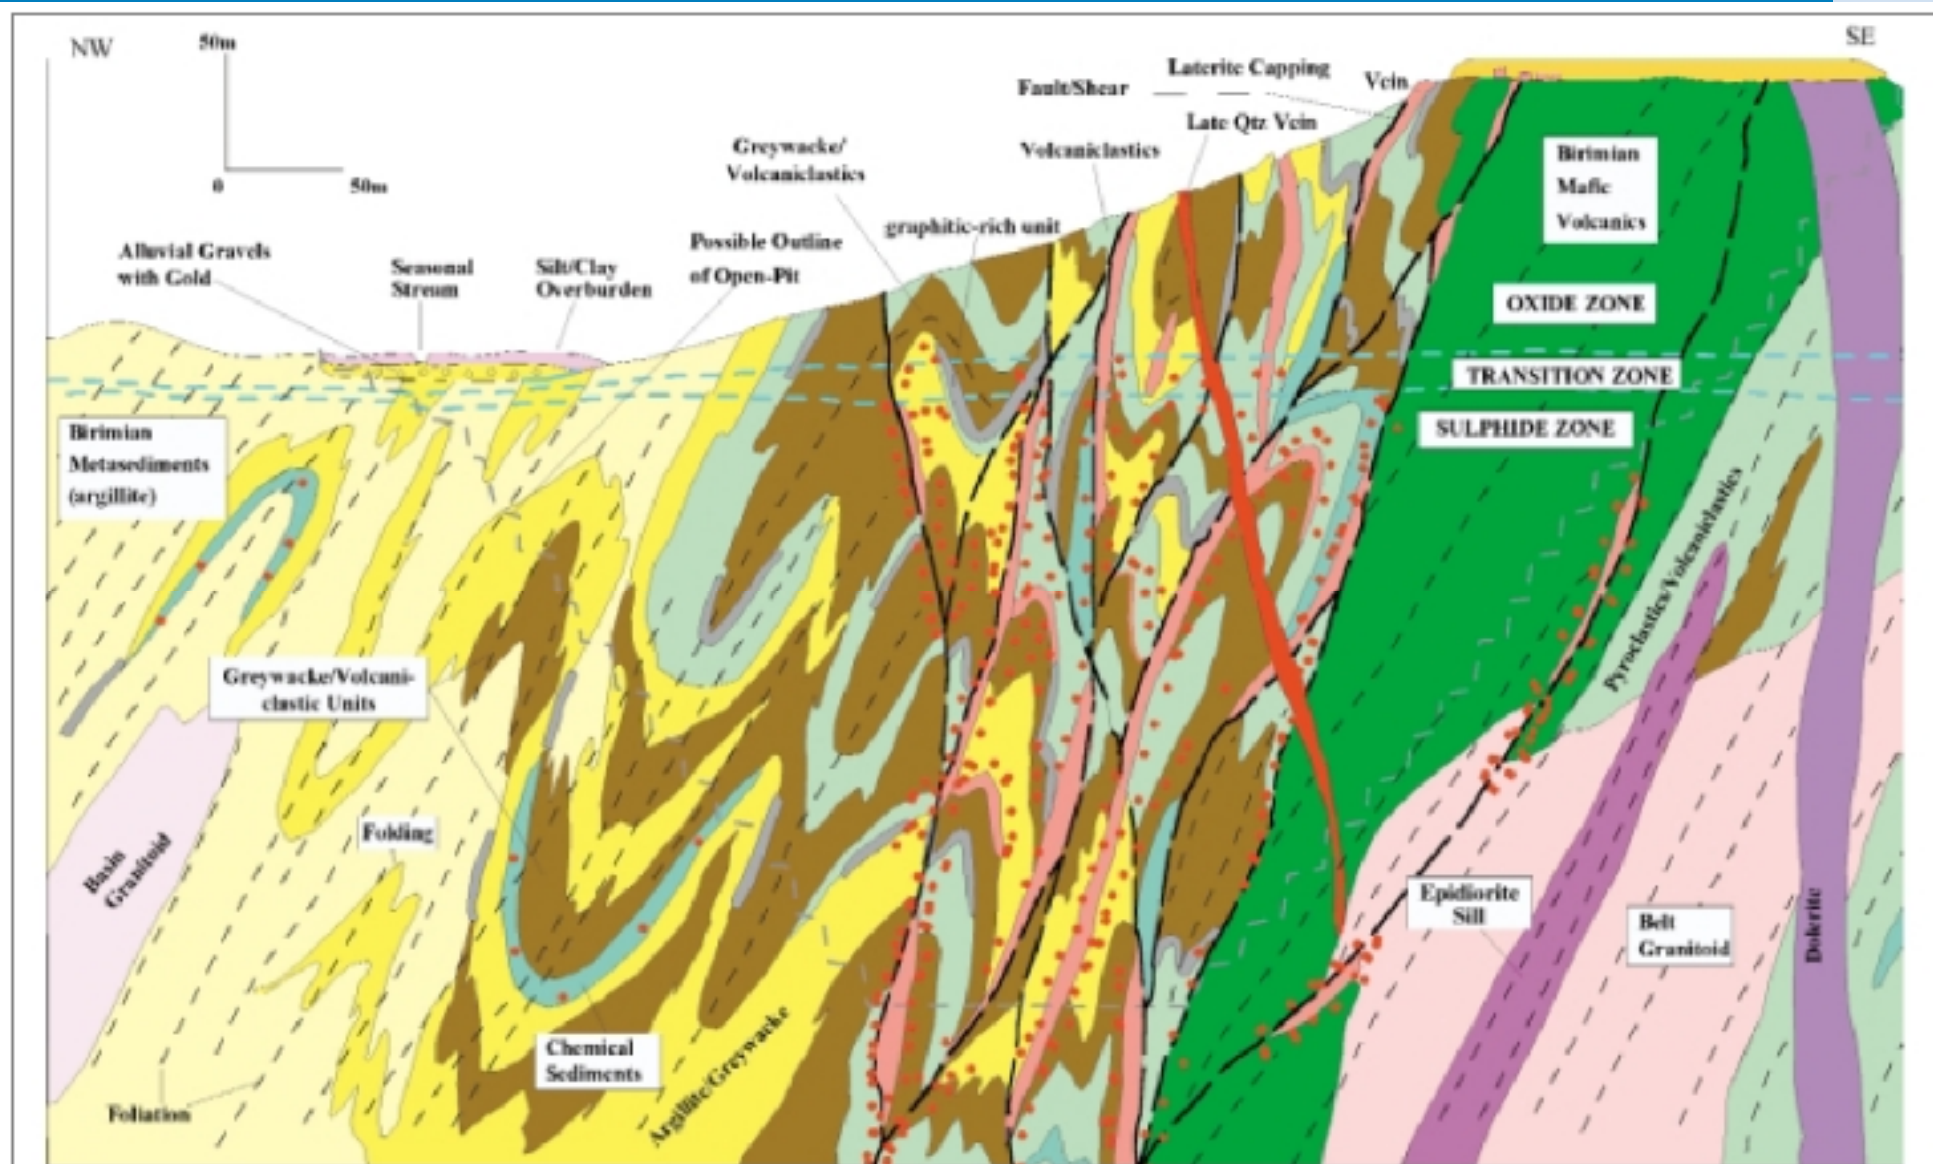 NW
50m
SE
Laterite Capping
Vein
Fault/Shear
Late Qtz Vein
Greywacke/
Volcaniclastics
Volcaniclastics
0
50m
graphitic-rich unit
Possible Outline
of Open-Pit
Alluvial Gravels
with Gold
Seasonal
Stream
Silt/Clay
Overburden
Birimian
Mafic
Volcanics
OXIDE ZONE
TRANSITION ZONE
SULPHIDE ZONE
Birimian
Metasediments
(argillite)
Pyroclastics/Volcaniclastics
Greywacke/Volcani-
clastic Units
Basin
Granitoid
Folding
Epidiorite
Sill
Belt
Granitoid
Dolerite
Chemical
Sediments
Argillite/Greywacke
Foliation